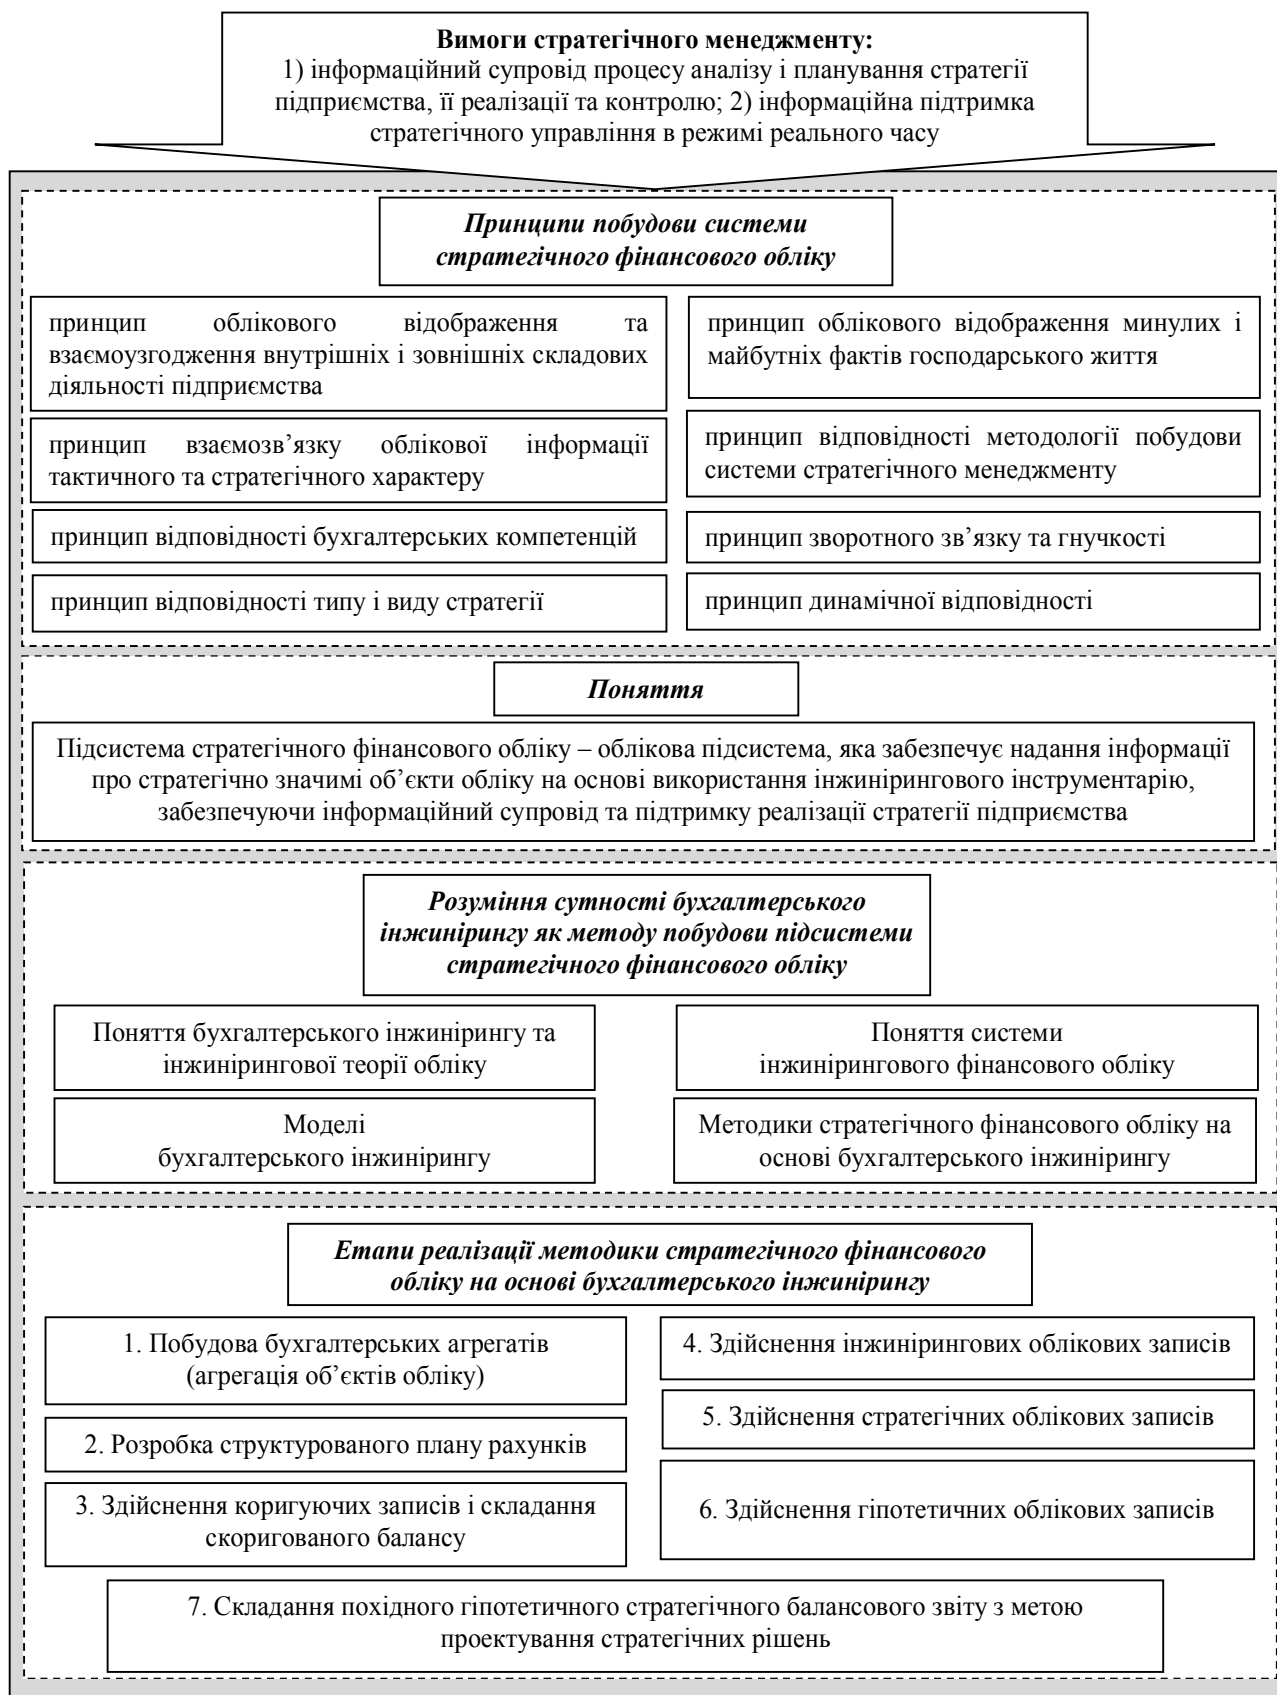 Вимоги стратегічного менеджменту:
1) інформаційний супровід процесу аналізу і планування стратегії
підприємства, її реалізації та контролю; 2) інформаційна підтримка
стратегічного управління в режимі реального часу
Принципи побудови системи
стратегічного фінансового обліку
принцип облікового відображення та
взаємоузгодження внутрішніх і зовнішніх складових
діяльності підприємства
принцип облікового відображення минулих і
майбутніх фактів господарського життя
принцип взаємозв’язку облікової інформації
тактичного та стратегічного характеру
принцип відповідності методології побудови
системи стратегічного менеджменту
принцип відповідності бухгалтерських компетенцій
принцип зворотного зв’язку та гнучкості
принцип відповідності типу і виду стратегії
принцип динамічної відповідності
Поняття
Підсистема стратегічного фінансового обліку – облікова підсистема, яка забезпечує надання інформації
про стратегічно значимі об’єкти обліку на основі використання інжинірингового інструментарію,
забезпечуючи інформаційний супровід та підтримку реалізації стратегії підприємства
Розуміння сутності бухгалтерського
інжинірингу як методу побудови підсистеми
стратегічного фінансового обліку
Поняття бухгалтерського інжинірингу та
інжинірингової теорії обліку
Поняття системи
інжинірингового фінансового обліку
Моделі
бухгалтерського інжинірингу
Методики стратегічного фінансового обліку на
основі бухгалтерського інжинірингу
Етапи реалізації методики стратегічного фінансового
обліку на основі бухгалтерського інжинірингу
1. Побудова бухгалтерських агрегатів
(агрегація об’єктів обліку)
2. Розробка структурованого плану рахунків
3. Здійснення коригуючих записів і складання
скоригованого балансу
4. Здійснення інжинірингових облікових записів
5. Здійснення стратегічних облікових записів
6. Здійснення гіпотетичних облікових записів
7. Складання похідного гіпотетичного стратегічного балансового звіту з метою
проектування стратегічних рішень